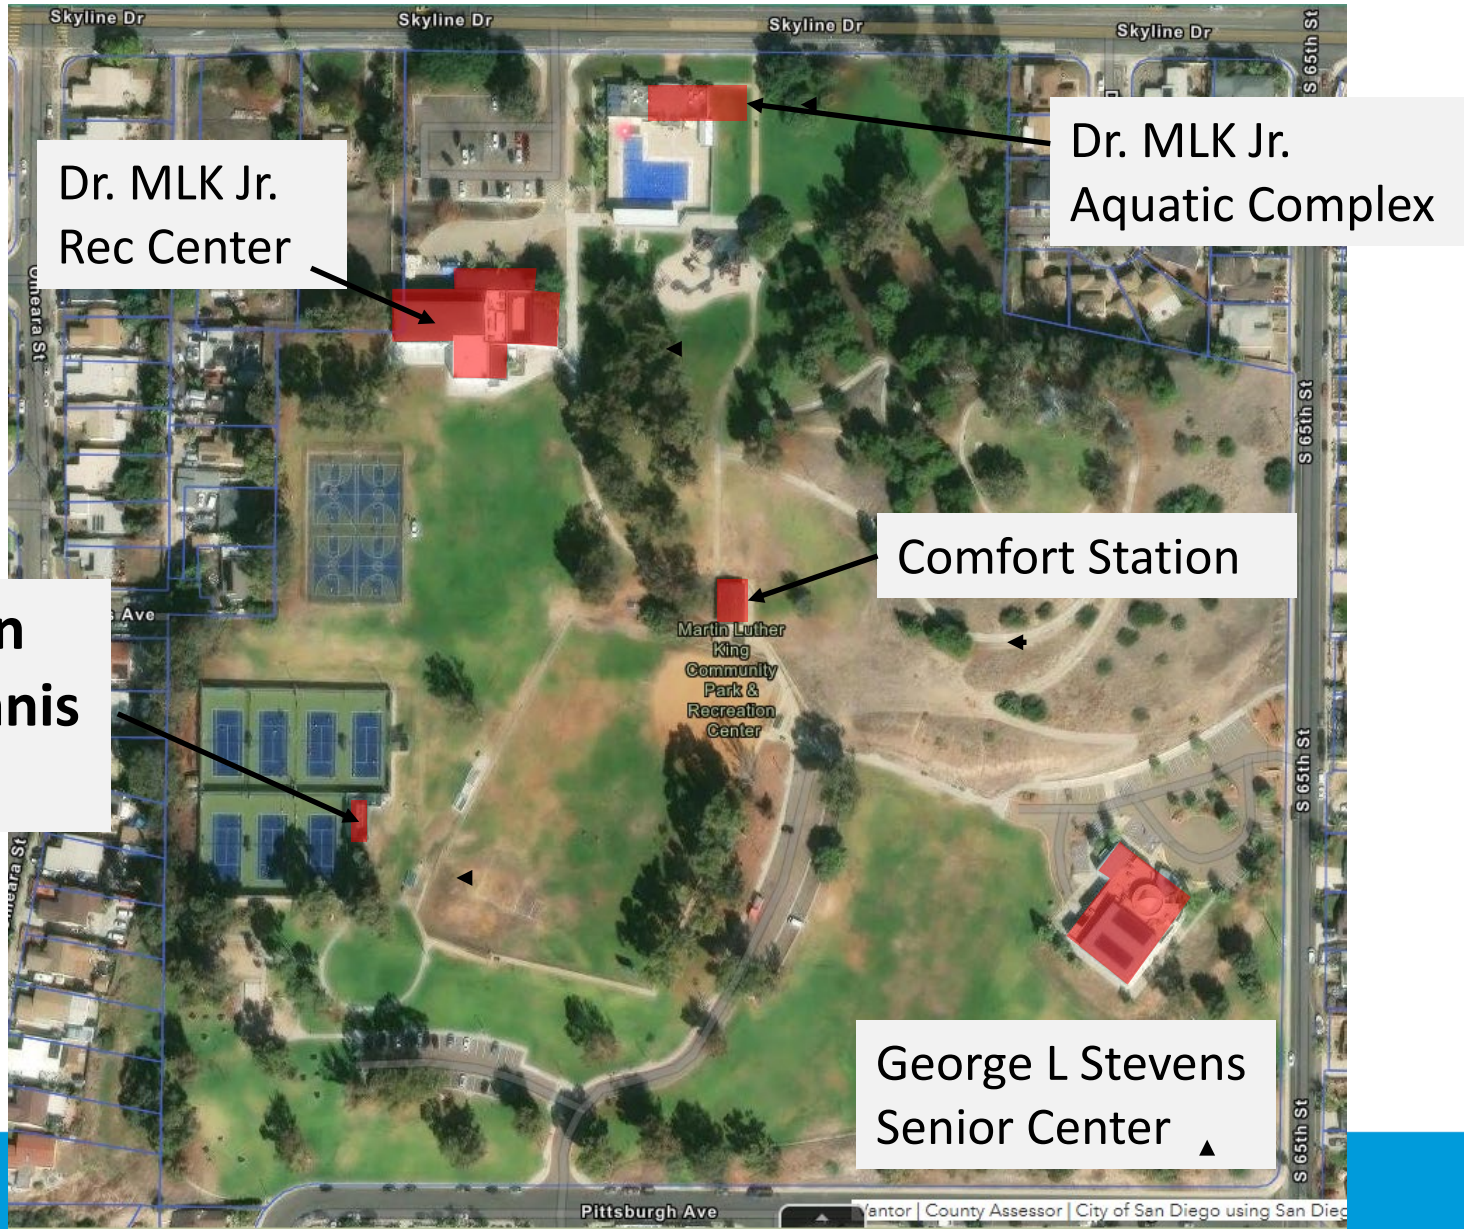 Skyline Dr
Skyline Dr
Skyline Dr
Skyline Dr
S 65th St
Dr. MLK Jr.
Aquatic Complex
Dr. MLK Jr.
Rec Center
Omeara St
S 65th St
Comfort Station
Ave
Martin Luther
King
Community
Park &
Recreation
Center
S 65th St
George L Stevens
Senior Center
S 65th St
Pittsburgh Ave
| County Assessor | City of San Diego using San